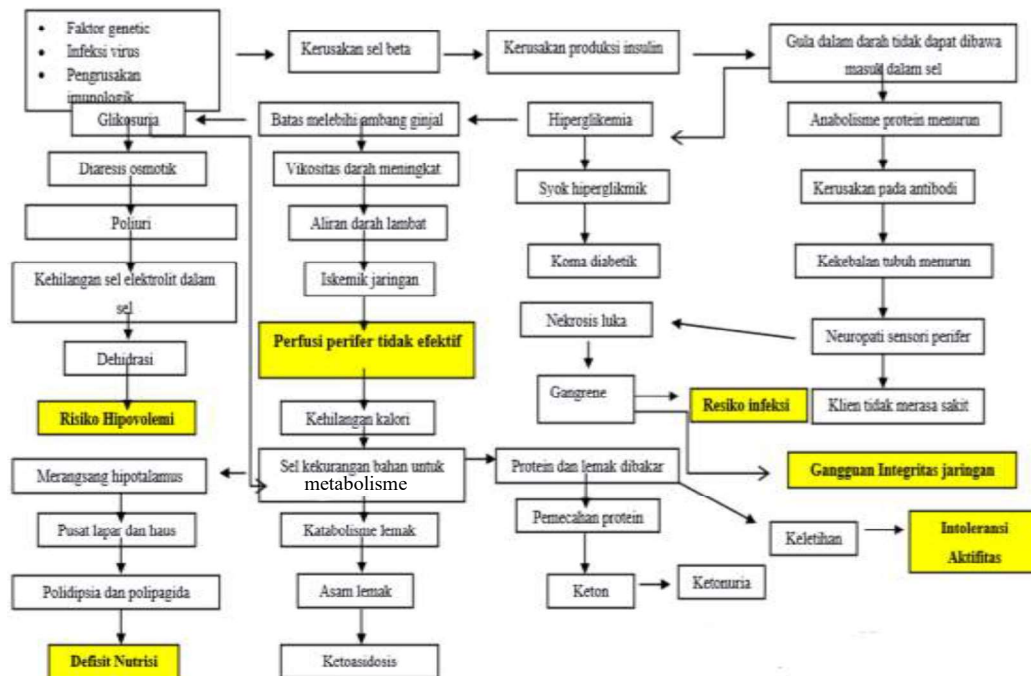 • Faktor genetic
• Infeksi virus
• Pengrusakan
imunologik
Kerusakan sel beta
Kerusakan produksi insulin
Gula dalam darah tidak dapat dibawa
masuk dalam sel
Glikosuria
Batas melebihi ambang ginjal
Hiperglikemia
Anabolisme protein menurun
Diaresis osmotik
Vikositas darah meningkat
Syok hiperglikmik
Kerusakan pada antibodi
Poliuri
Aliran darah lambat
Koma diabetik
Kekebalan tubuh menurun
Kehilangan sel elektrolit dalam
sel
Iskemik jaringan
Nekrosis luka
Neuropati sensori perifer
Dehidrasi
Perfusi perifer tidak efektif
Gangrene
Resiko infeksi
Klien tidak merasa sakit
Risiko Hipovolemi
Kehilangan kalori
Gangguan Integritas jaringan
Merangsang hipotalamus
Sel kekurangan bahan untuk
metabolisme
Protein dan lemak dibakar
Pusat lapar dan haus
Katabolisme lemak
Pemecahan protein
Keletihan
Intoleransi
Aktifitas
Polidipsia dan polipagida
Asam lemak
Keton
Ketonuria
Defisit Nutrisi
Ketoasidosis